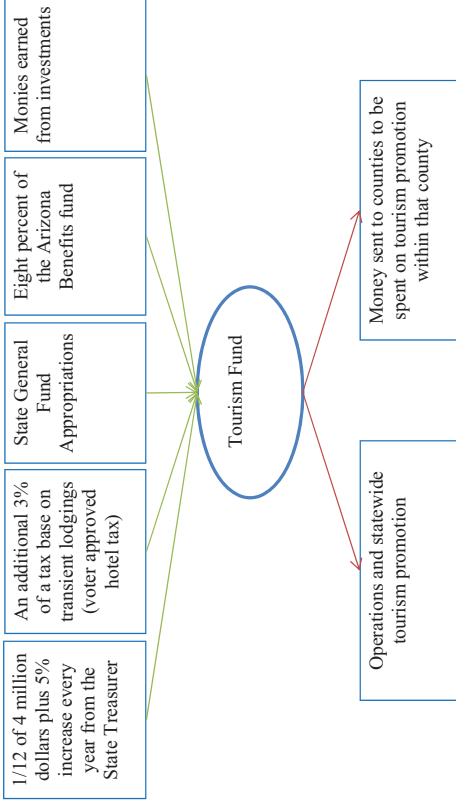 1/12 of 4 million
dollars plus 5%
increase every
year from the
State Treasurer
An additional 3%
of a tax base on
transient lodgings
(voter approved
hotel tax)
State General
Fund
Appropriations
Eight percent of
the Arizona
Benefits fund
Monies earned
from investments
Tourism Fund
Operations and statewide
tourism promotion
Money sent to counties to be
spent on tourism promotion
within that county